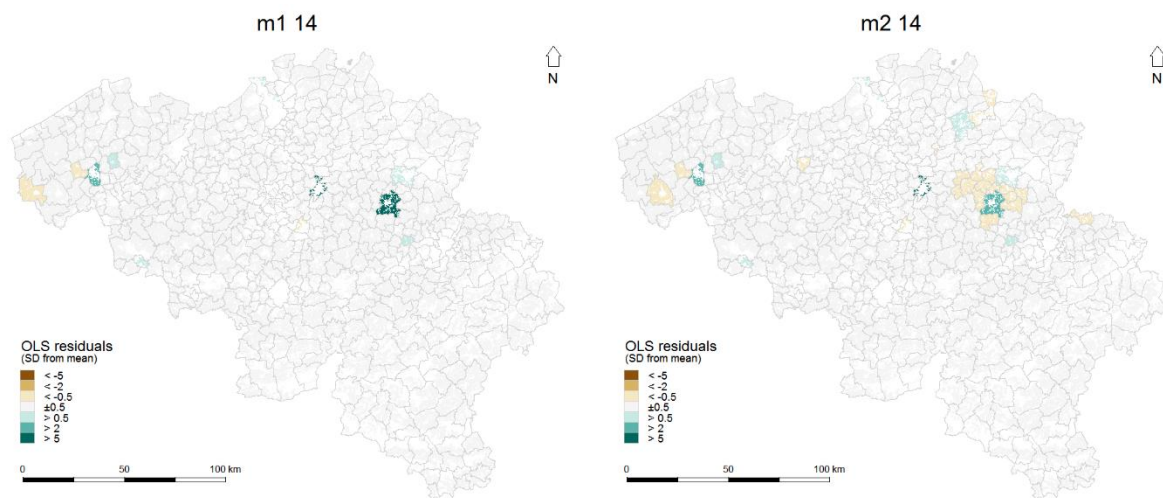 m1 14
N
OLS residuals
(SD from mean)
< -5
< -2
< -0.5
±0.5
> 0.5
> 2
> 5
0 50 100 km
m2 14
N
OLS residuals
(SD from mean)
< -5
< -2
< -0.5
±0.5
> 0.5
> 2
> 5
0 50 100 km